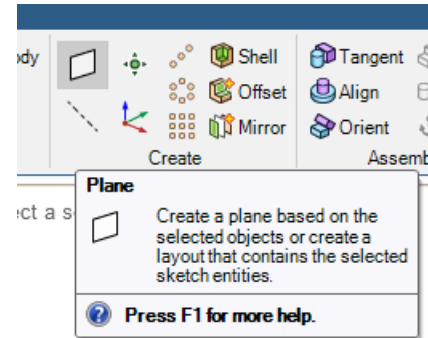 ody
Shell
Tangent
Offset
Align
Mirror
Orient
Create
Assemb
Plane
ect a s
Create a plane based on the
selected objects or create a
layout that contains the selected
sketch entities.
Press F1 for more help.